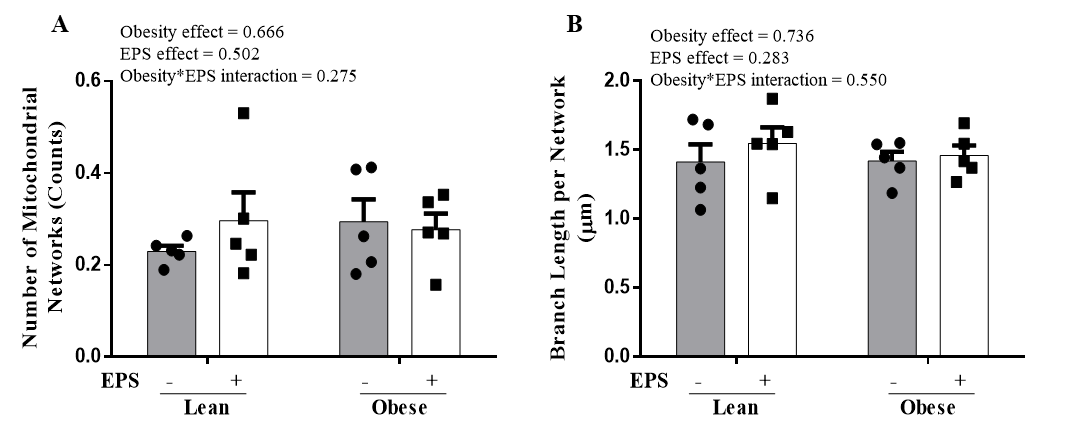 A
Obesity effect = 0.666
EPS effect = 0.502
Obesity*EPS interaction = 0.275
Number of Mitochondrial
Networks (Counts)
0.6
0.4
0.2
0.0
EPS - + - +
Lean Obese
B
Obesity effect = 0.736
EPS effect = 0.283
Obesity*EPS interaction = 0.550
Branch Length per Network
(μm)
2.0
1.5
1.0
0.5
0.0
EPS - + - +
Lean Obese